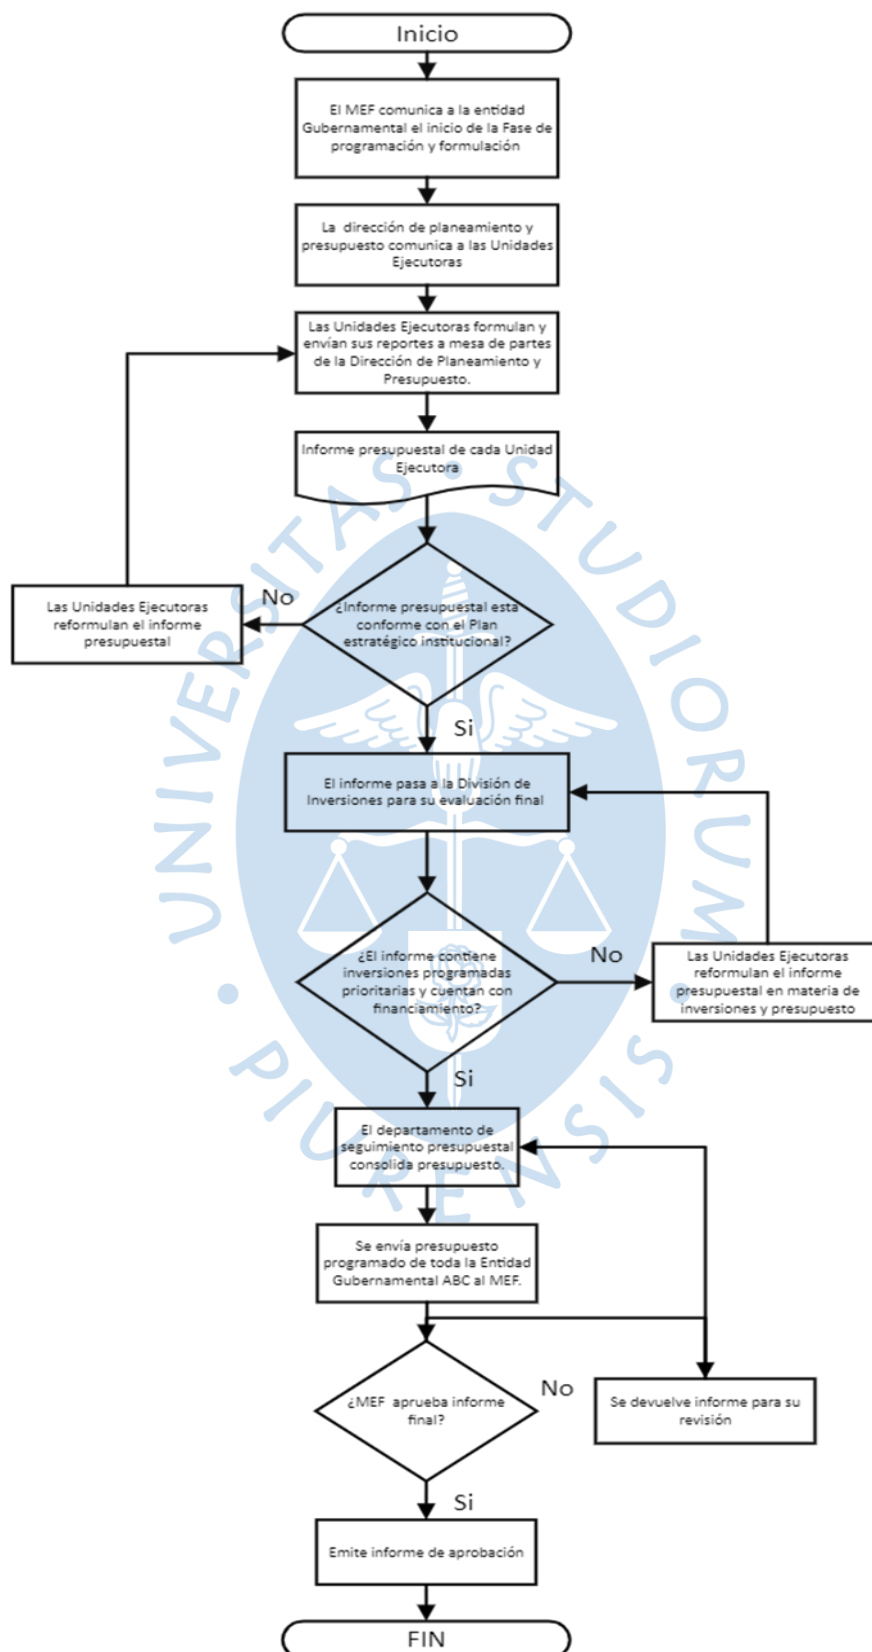 Inicio
El MEF comunica a la entidad
Gubernamental el inicio de la Fase de
programación y formulación
La dirección de planeamiento y
presupuesto comunica a las Unidades
Ejecutoras
Las Unidades Ejecutoras formulan y
envían sus reportes a mesa de partes
de la Dirección de Planeamiento y
Presupuesto.
Informe presupuestal de cada Unidad
Ejecutora
¿Informe presupuestal está
conforme con el Plan
estratégico institucional?
No
Las Unidades Ejecutoras
reformulan el informe
presupuestal
Si
El informe pasa a la División de
Inversiones para su evaluación final
¿El informe contiene
inversiones programadas
prioritarias y cuentan con
financiamiento?
No
Las Unidades Ejecutoras
reformulan el informe
presupuestal en materia de
inversiones y presupuesto
Si
El departamento de
seguimiento presupuestal
consolida presupuesto.
Se envía presupuesto
programado de toda la Entidad
Gubernamental ABC al MEF.
¿MEF aprueba informe
final?
No
Se devuelve informe para su
revisión
Si
Emite informe de aprobación
FIN
UNIVERSITAS · STUDIORUM · PIURENSIS ·